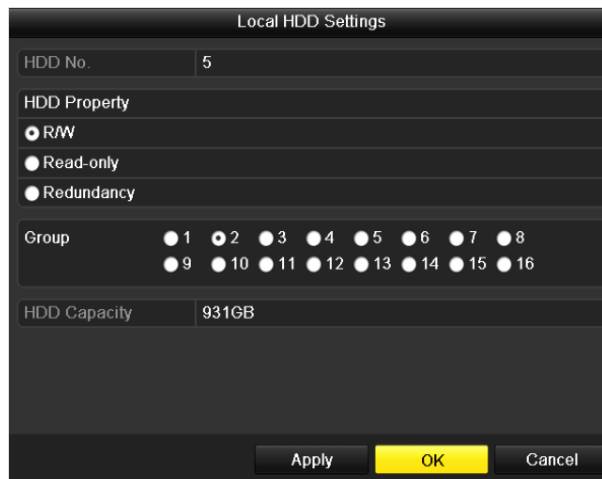 Local HDD Settings
HDD No. 5
HDD Property
R/W
Read-only
Redundancy
Group 1 2 3 4 5 6 7 8
9 10 11 12 13 14 15 16
HDD Capacity 931GB
Apply OK Cancel